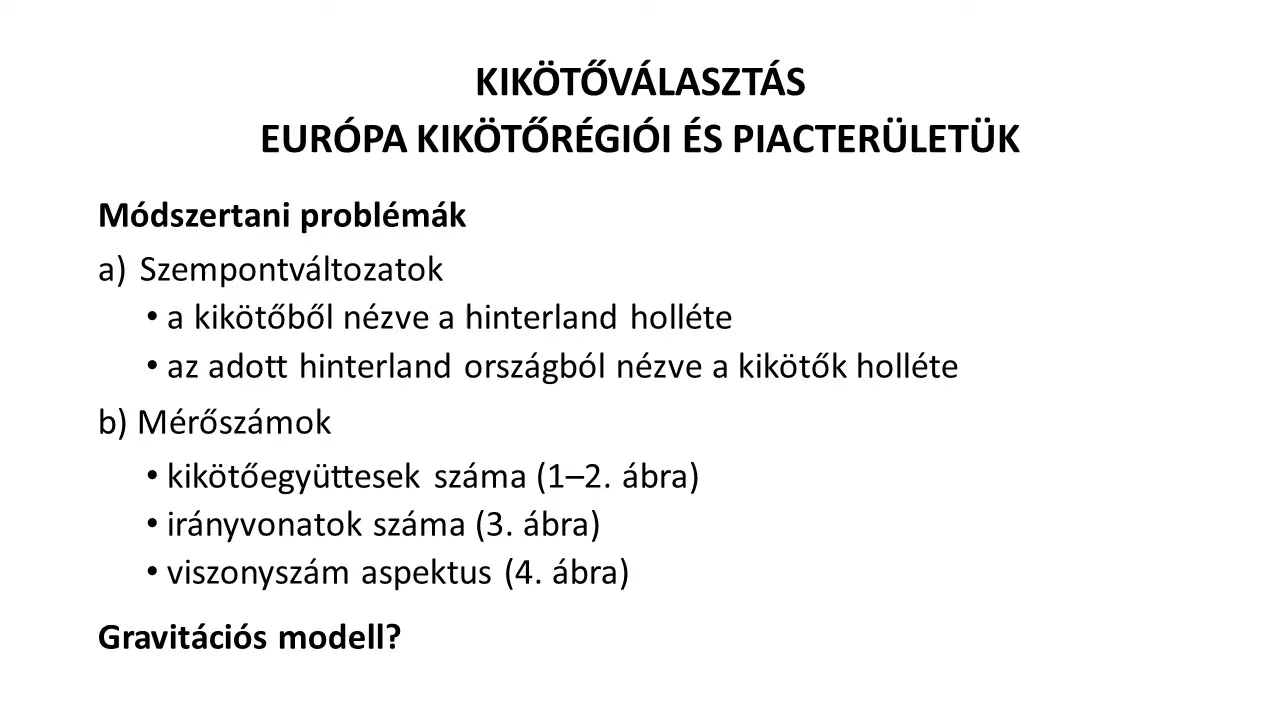 KIKÖTŐVÁLASZTÁS
EURÓPA KIKÖTŐRÉGIÓI ÉS PIACTERÜLETÜK
Módszertani problémák
a) Szempontváltozatok
• a kikötőből nézve a hinterland holléte
• az adott hinterland országból nézve a kikötők holléte
b) Mérőszámok
• kikötőegyüttesek száma (1–2. ábra)
• irányvonatok száma (3. ábra)
• viszonyszám aspektus (4. ábra)
Gravitációs modell?